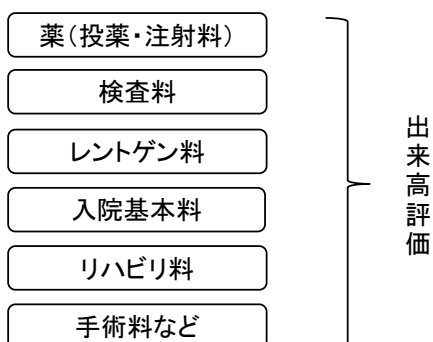 薬(投薬・注射料)
検査料
レントゲン料
入院基本料
リハビリ料
手術料など
出来高評価